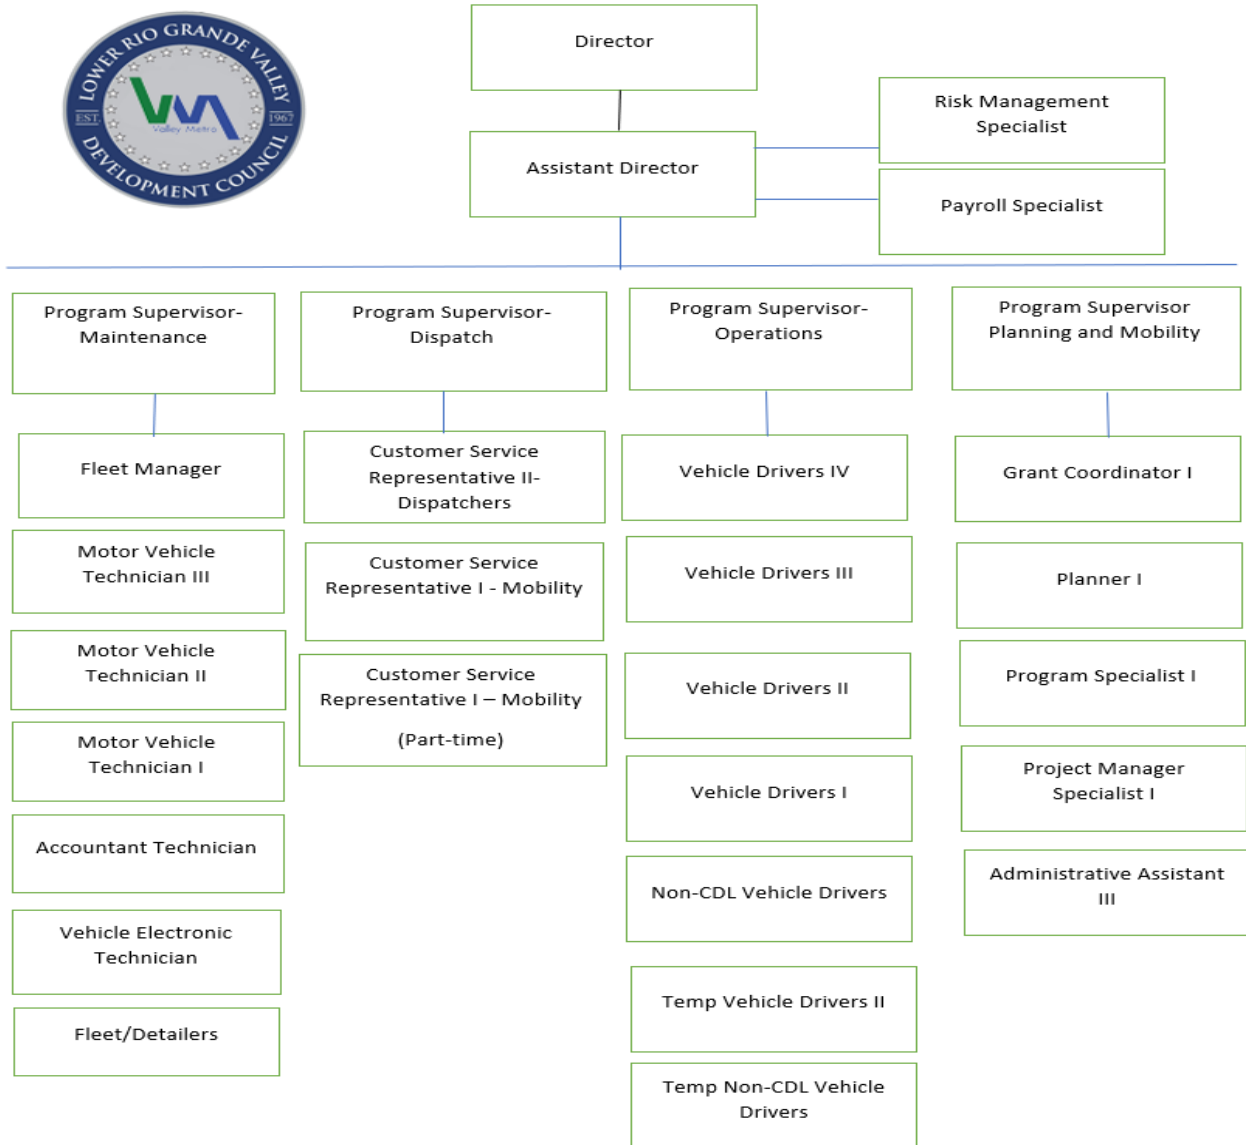 LOWER RIO GRANDE VALLEY
EST. 1967
Valley Metro
DEVELOPMENT COUNCIL
Director
Assistant Director
Risk Management
Specialist
Payroll Specialist
Program Supervisor-
Maintenance
Fleet Manager
Motor Vehicle
Technician III
Motor Vehicle
Technician II
Motor Vehicle
Technician I
Accountant Technician
Vehicle Electronic
Technician
Fleet/Detailers
Program Supervisor-
Dispatch
Customer Service
Representative II-
Dispatchers
Customer Service
Representative I - Mobility
Customer Service
Representative I – Mobility
(Part-time)
Program Supervisor-
Operations
Vehicle Drivers IV
Vehicle Drivers III
Vehicle Drivers II
Vehicle Drivers I
Non-CDL Vehicle Drivers
Temp Vehicle Drivers II
Temp Non-CDL Vehicle
Drivers
Program Supervisor
Planning and Mobility
Grant Coordinator I
Planner I
Program Specialist I
Project Manager
Specialist I
Administrative Assistant
III